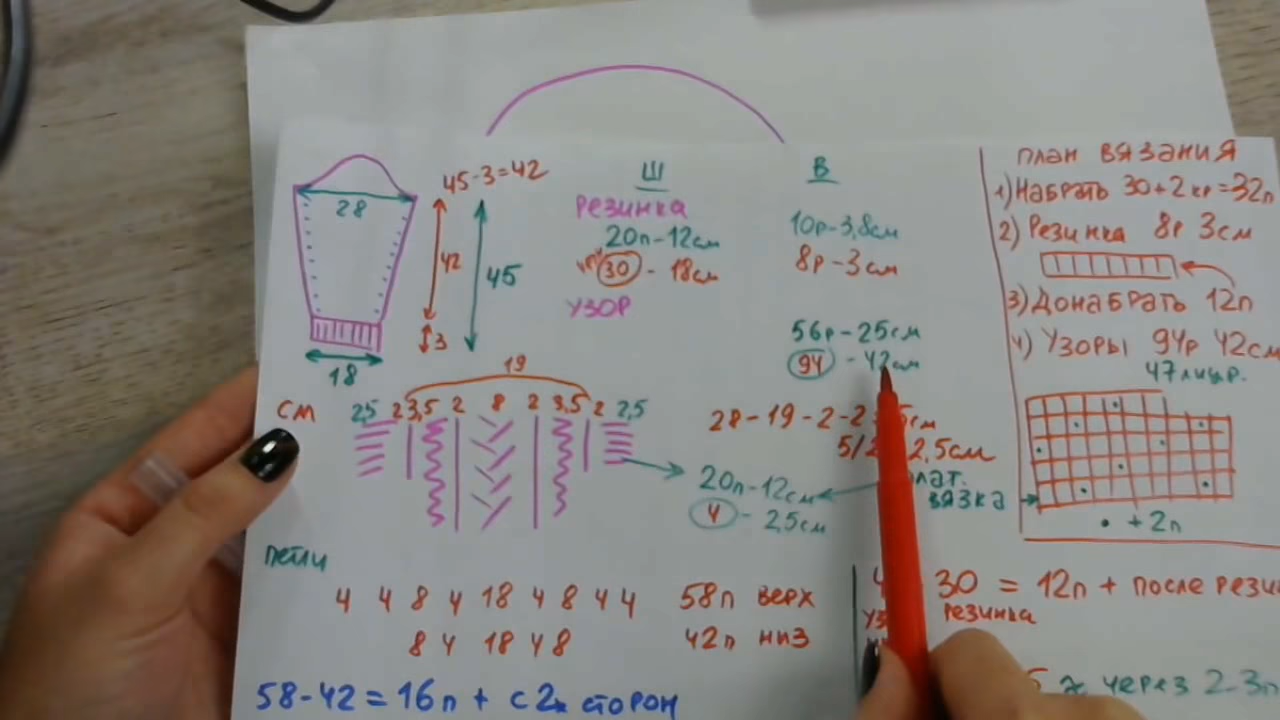 45-3=42
28
42
45
3
18
Ш
В
Резинка
20п-12см
"п" 30 - 18см
Узор
10р-3,8см
8р-3см
56р-25см
94 - 42см
19
см 25 2 3,5 2 8 2 3,5 2 2,5
28-19-2-2
см
5/2
2,5см
20п-12см
4 - 2,5см
вязка
петли
4 4 8 4 18 4 8 4 4 58п верх
8 4 18 4 8 42п низ
58-42=16п + с 2х сторон
план вязания
1) Набрать 30+2кр=32п
2) Резинка 8р 3см
3) Донабрать 12п
4) Узоры 94р 42см
47 лиц р.
• +2п
30 = 12п + после
резинка
через 2-3п